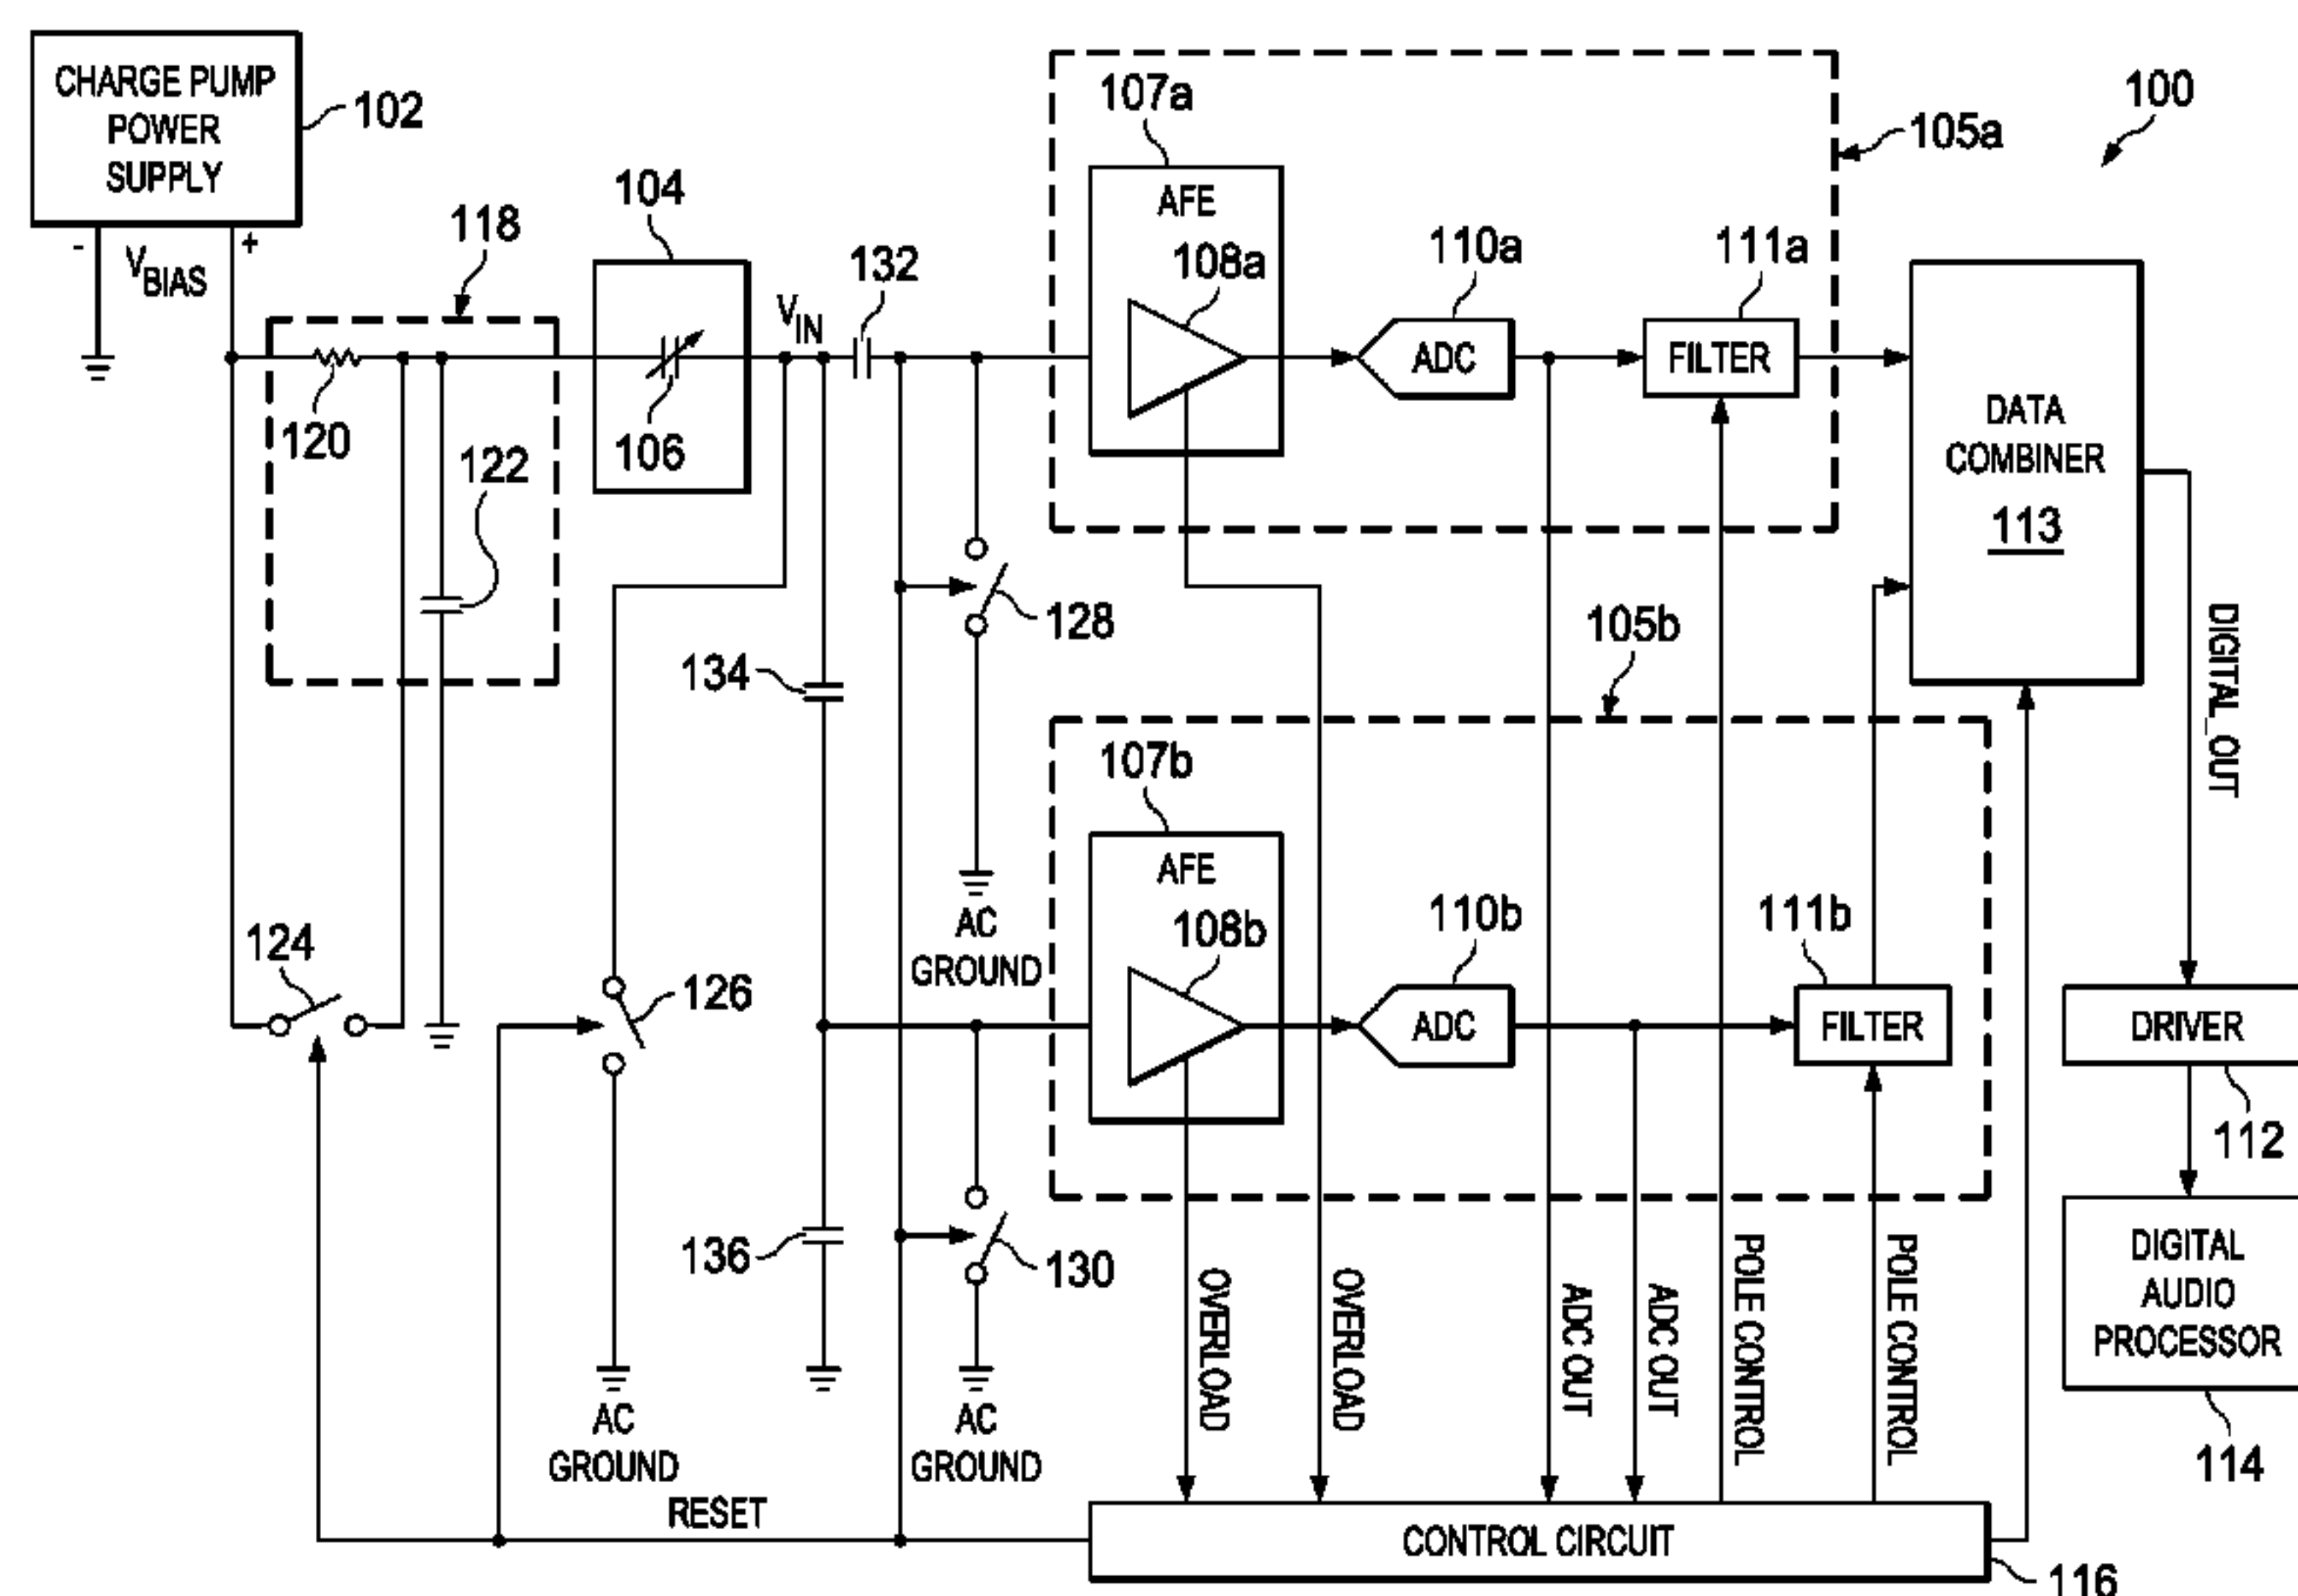 CHARGE PUMP
POWER
SUPPLY
102
-
V BIAS
+
118
120
122
104
106
V IN
132
107a
AFE
108a
110a
ADC
111a
FILTER
105a
100
DATA
COMBINER
113
128
AC
GROUND
134
105b
107b
AFE
108b
110b
ADC
111b
FILTER
DIGITAL_OUT
DRIVER
112
124
126
136
130
AC
GROUND
AC
GROUND
OVERLOAD
OVERLOAD
ADC OUT
ADC OUT
POLE CONTROL
POLE CONTROL
DIGITAL
AUDIO
PROCESSOR
114
RESET
CONTROL CIRCUIT
116